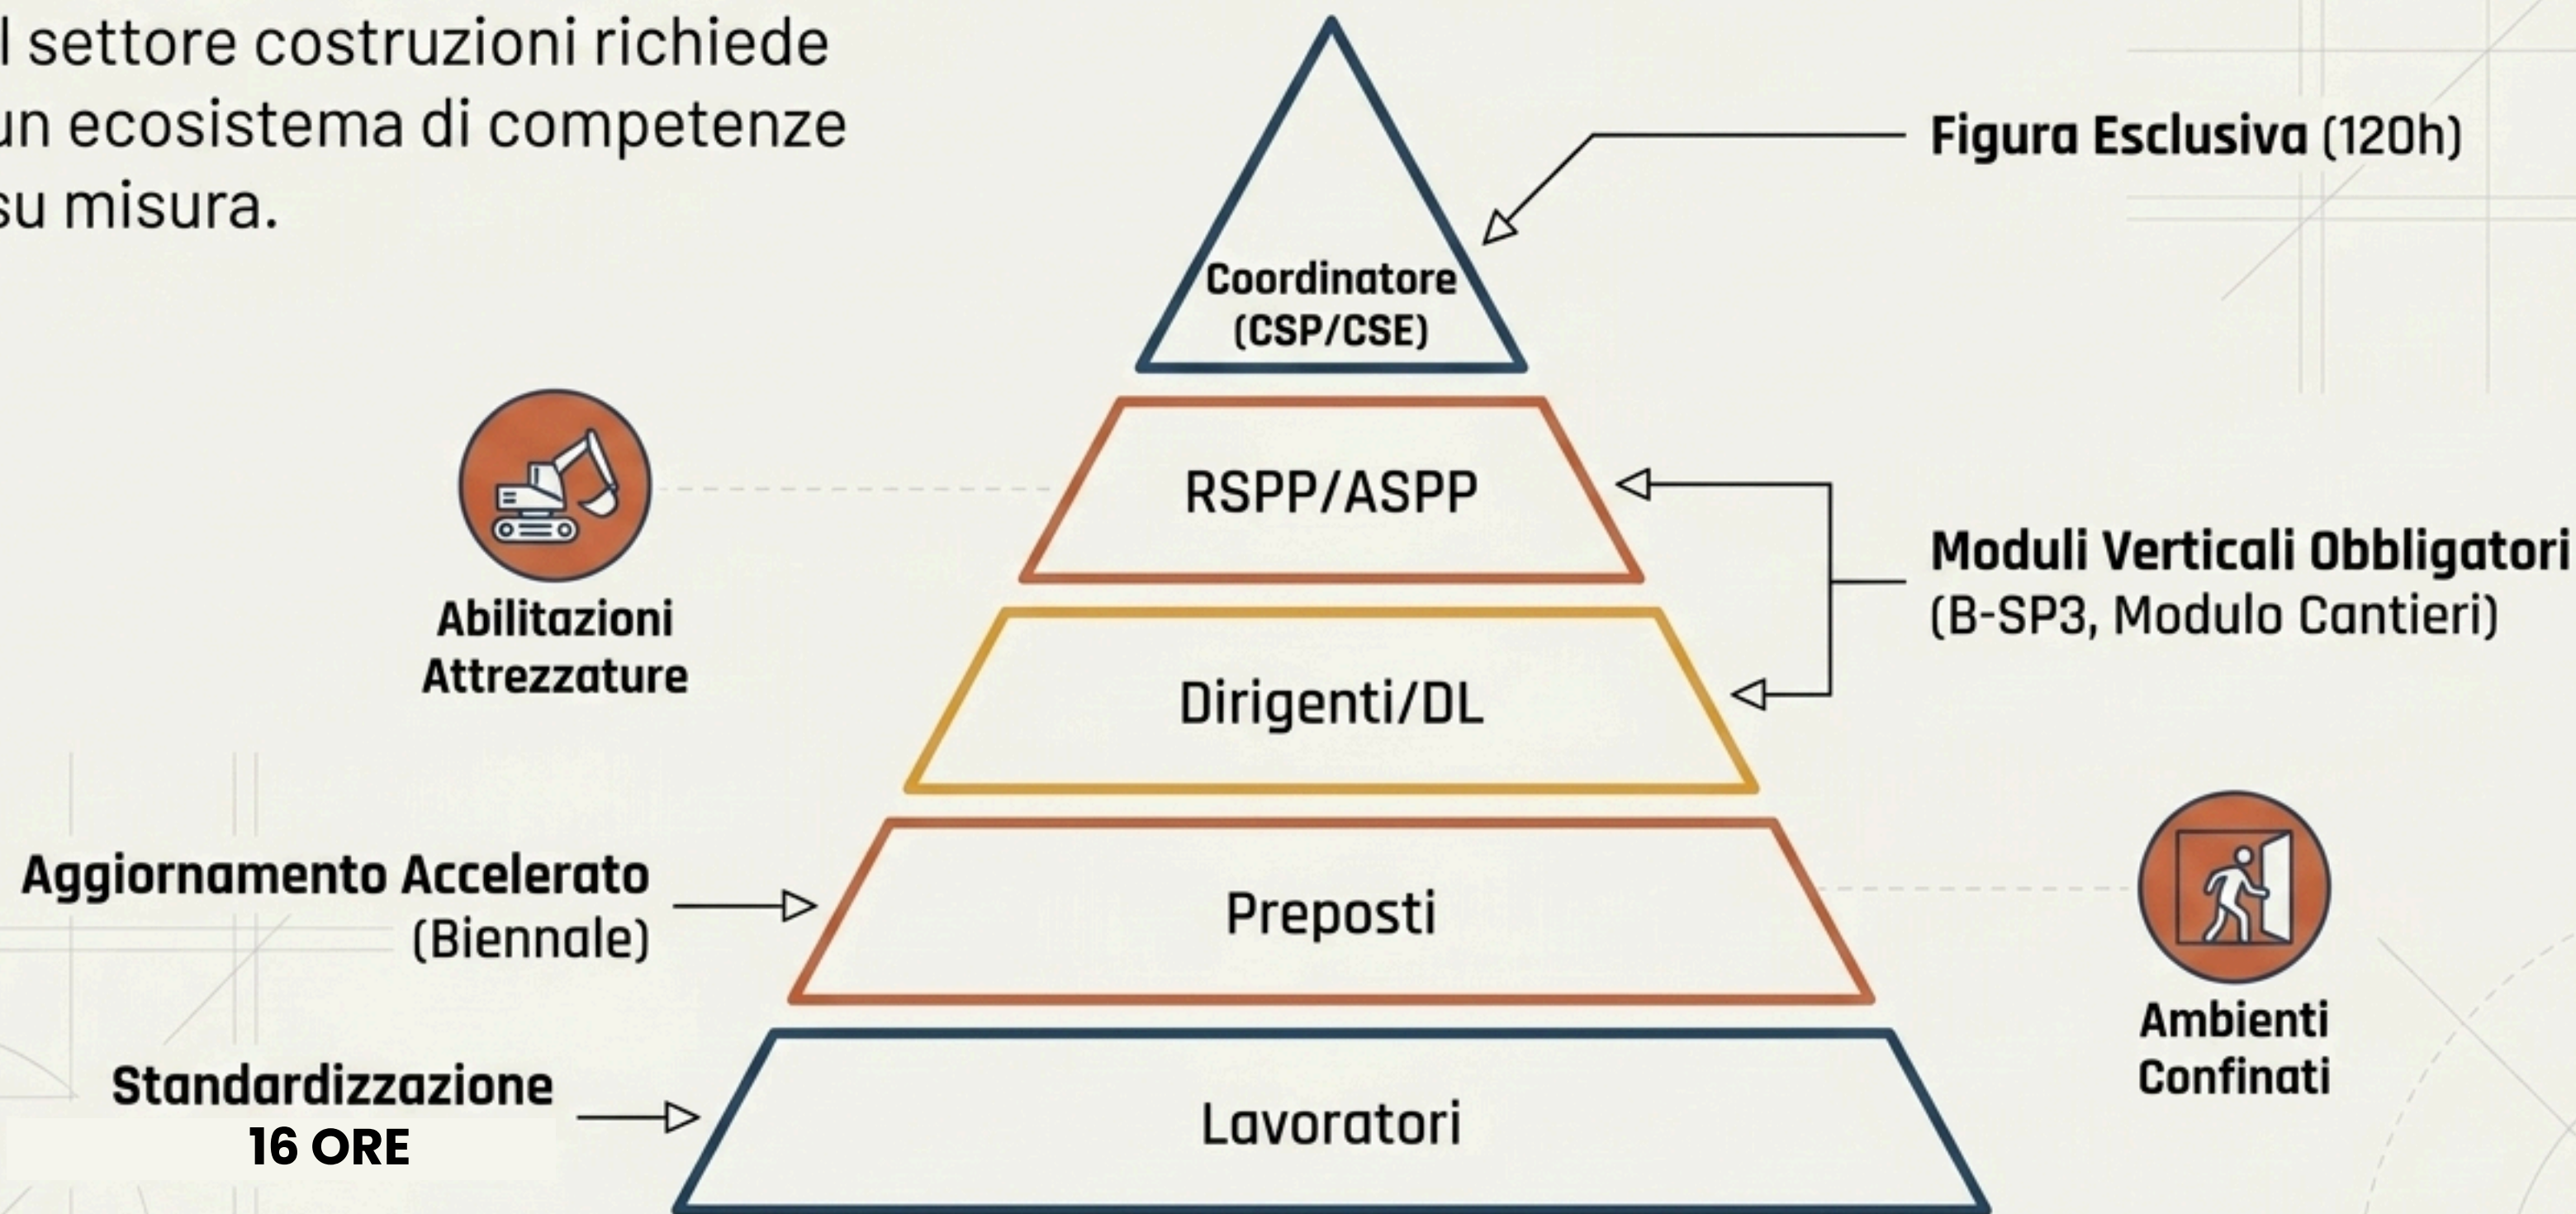 l settore costruzioni richiede
un ecosistema di competenze
su misura.
Figura Esclusiva (120h)
Coordinatore
(CSP/CSE)
Abilitazioni
Attrezzature
RSPP/ASPP
Moduli Verticali Obbligatori
(B-SP3, Modulo Cantieri)
Dirigenti/DL
Aggiornamento Accelerato
(Biennale)
Preposti
Ambienti
Confinati
Standardizzazione
16 ORE
Lavoratori